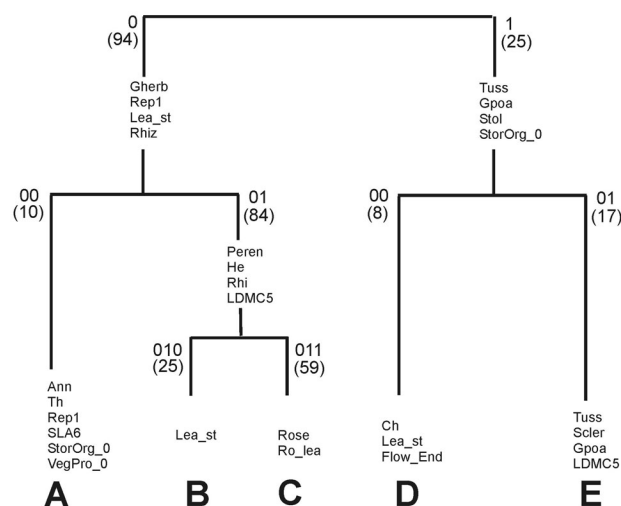 0
(94)
1
(25)
Gherb
Rep1
Lea_st
Rhiz
Tuss
Gpoa
Stol
StorOrg_0
00
(10)
01
(84)
00
(8)
01
(17)
Peren
He
Rhi
LDMC5
010
(25)
011
(59)
Ann
Th
Rep1
SLA6
StorOrg_0
VegPro_0
Lea_st
Rose
Ro_lea
Ch
Lea_st
Flow_End
Tuss
Scler
Gpoa
LDMC5
A
B
C
D
E